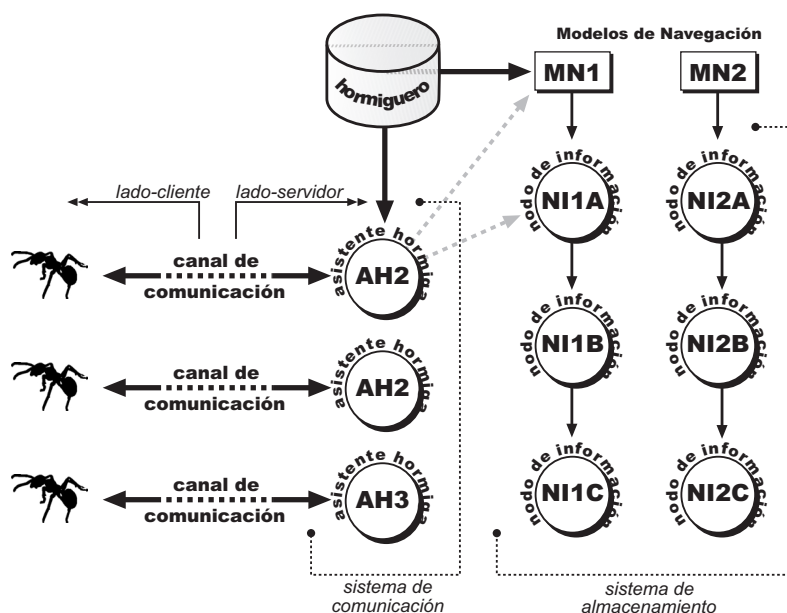 Modelos de Navegación
hormiguero
MN1
MN2
lado-cliente
lado-servidor
nodo de información
NI1A
nodo de información
NI2A
canal de
comunicación
asistente hormiga
AH2
nodo de información
NI1B
nodo de información
NI2B
canal de
comunicación
asistente hormiga
AH2
nodo de información
NI1C
nodo de información
NI2C
canal de
comunicación
asistente hormiga
AH3
sistema de
comunicación
sistema de
almacenamiento